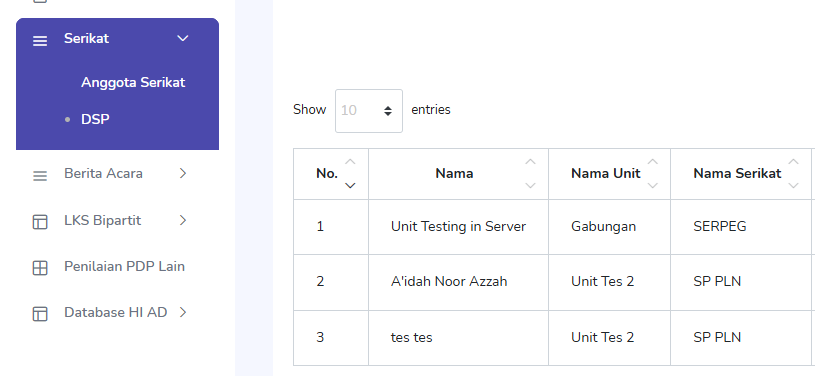 Serikat
Anggota Serikat
DSP
Berita Acara
LKS Bipartit
Penilaian PDP Lain
Database HI AD
Show 10 entries
No. Nama Nama Unit Nama Serikat
1 Unit Testing in Server Gabungan SERPEG
2 A'idah Noor Azzah Unit Tes 2 SP PLN
3 tes tes Unit Tes 2 SP PLN